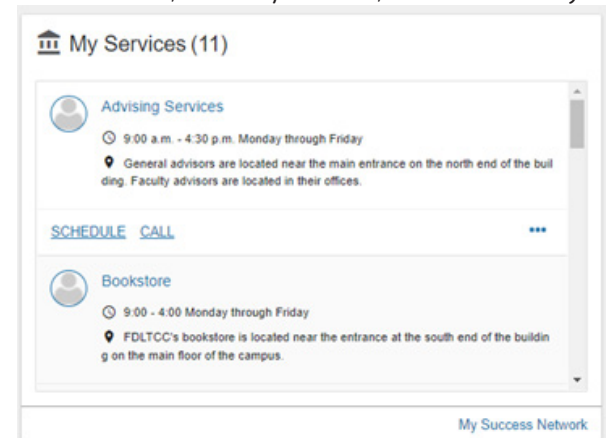 My Services (11)
Advising Services
9:00 a.m. - 4:30 p.m. Monday through Friday
General advisors are located near the main entrance on the north end of the buil
ding. Faculty advisors are located in their offices.
SCHEDULE CALL
Bookstore
9:00 - 4:00 Monday through Friday
FDLTCC's bookstore is located near the entrance at the south end of the buildin
g on the main floor of the campus.
My Success Network